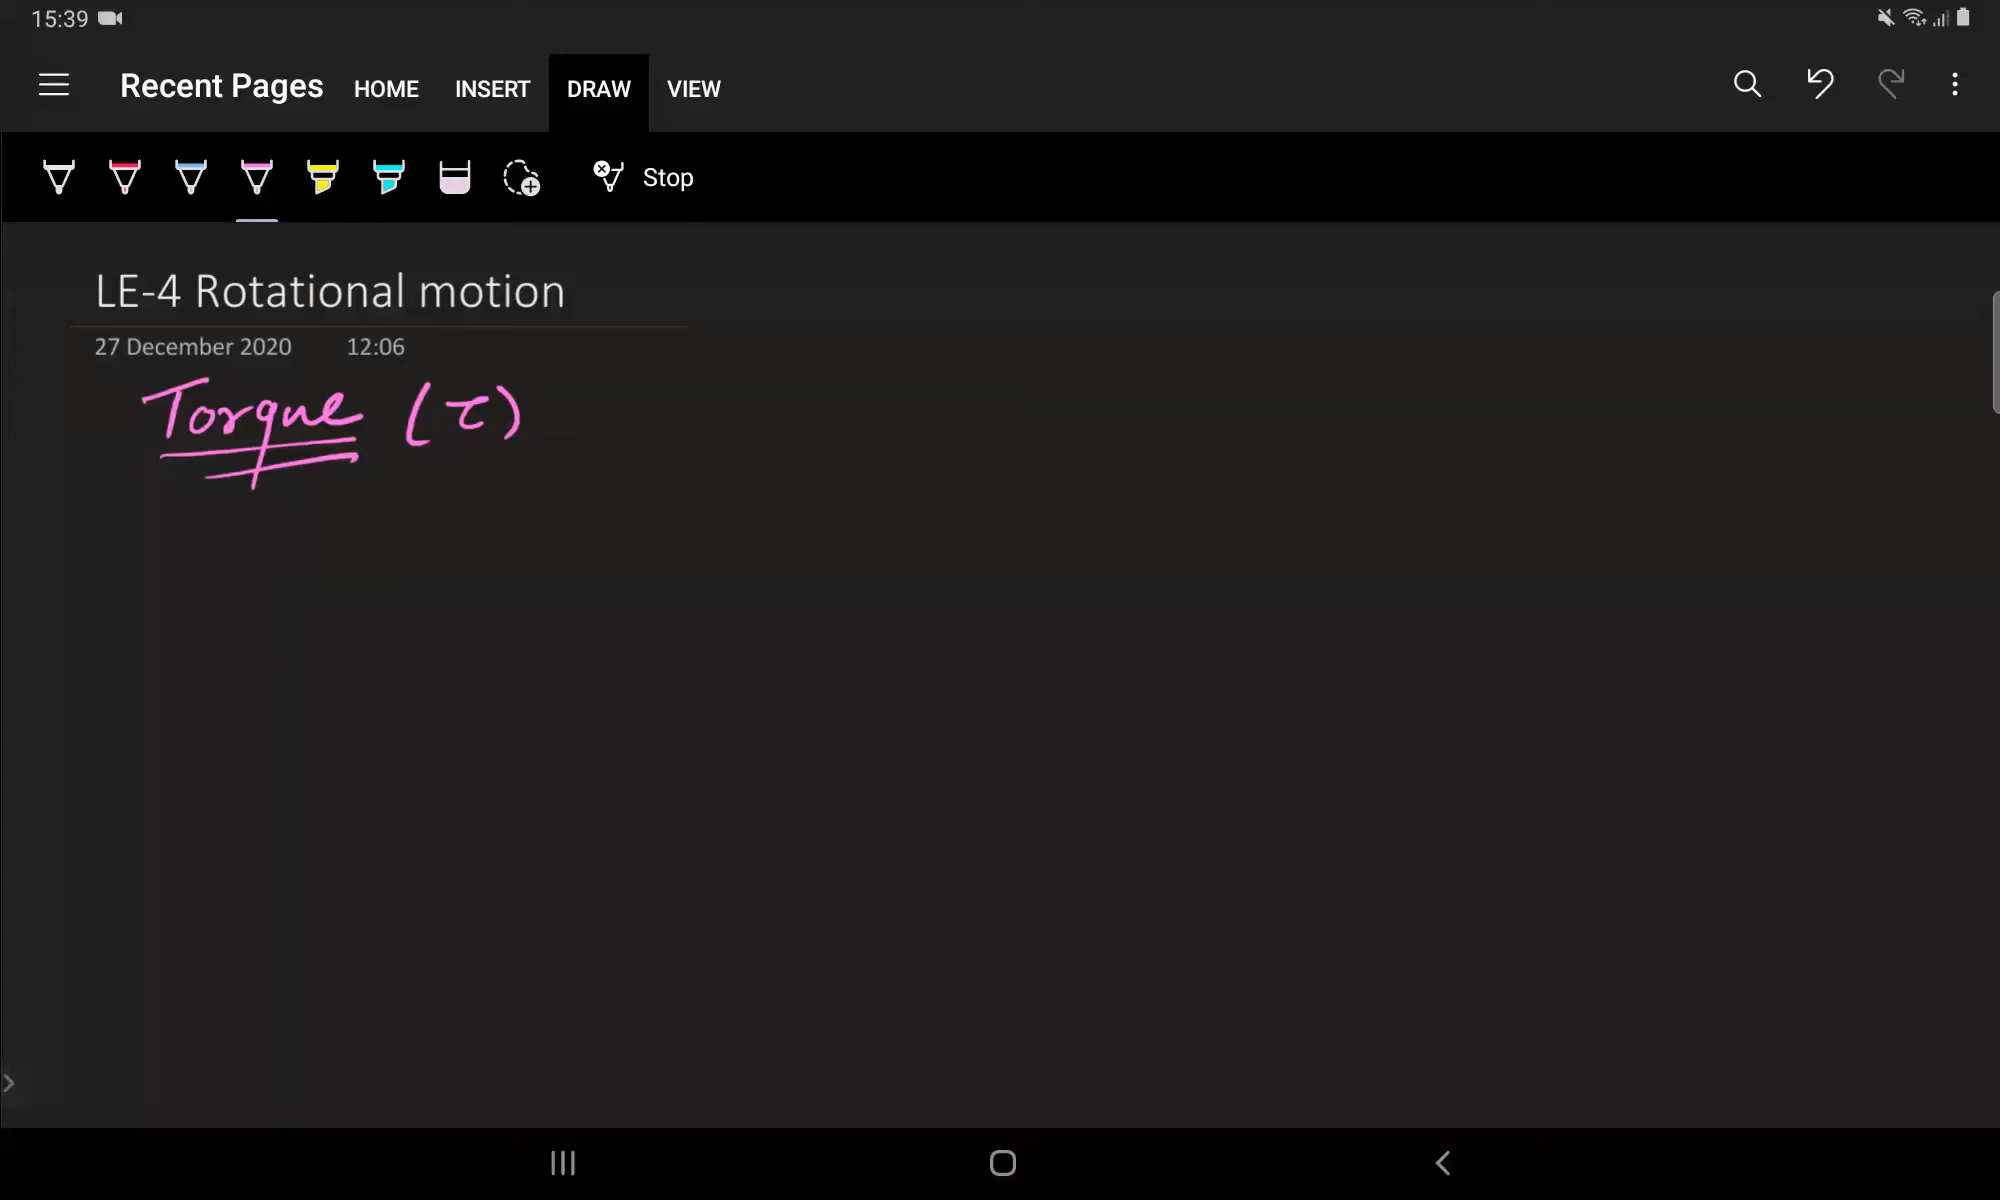 15:39
Recent Pages HOME INSERT DRAW VIEW
Stop
LE-4 Rotational motion
27 December 2020 12:06
Torque (τ)